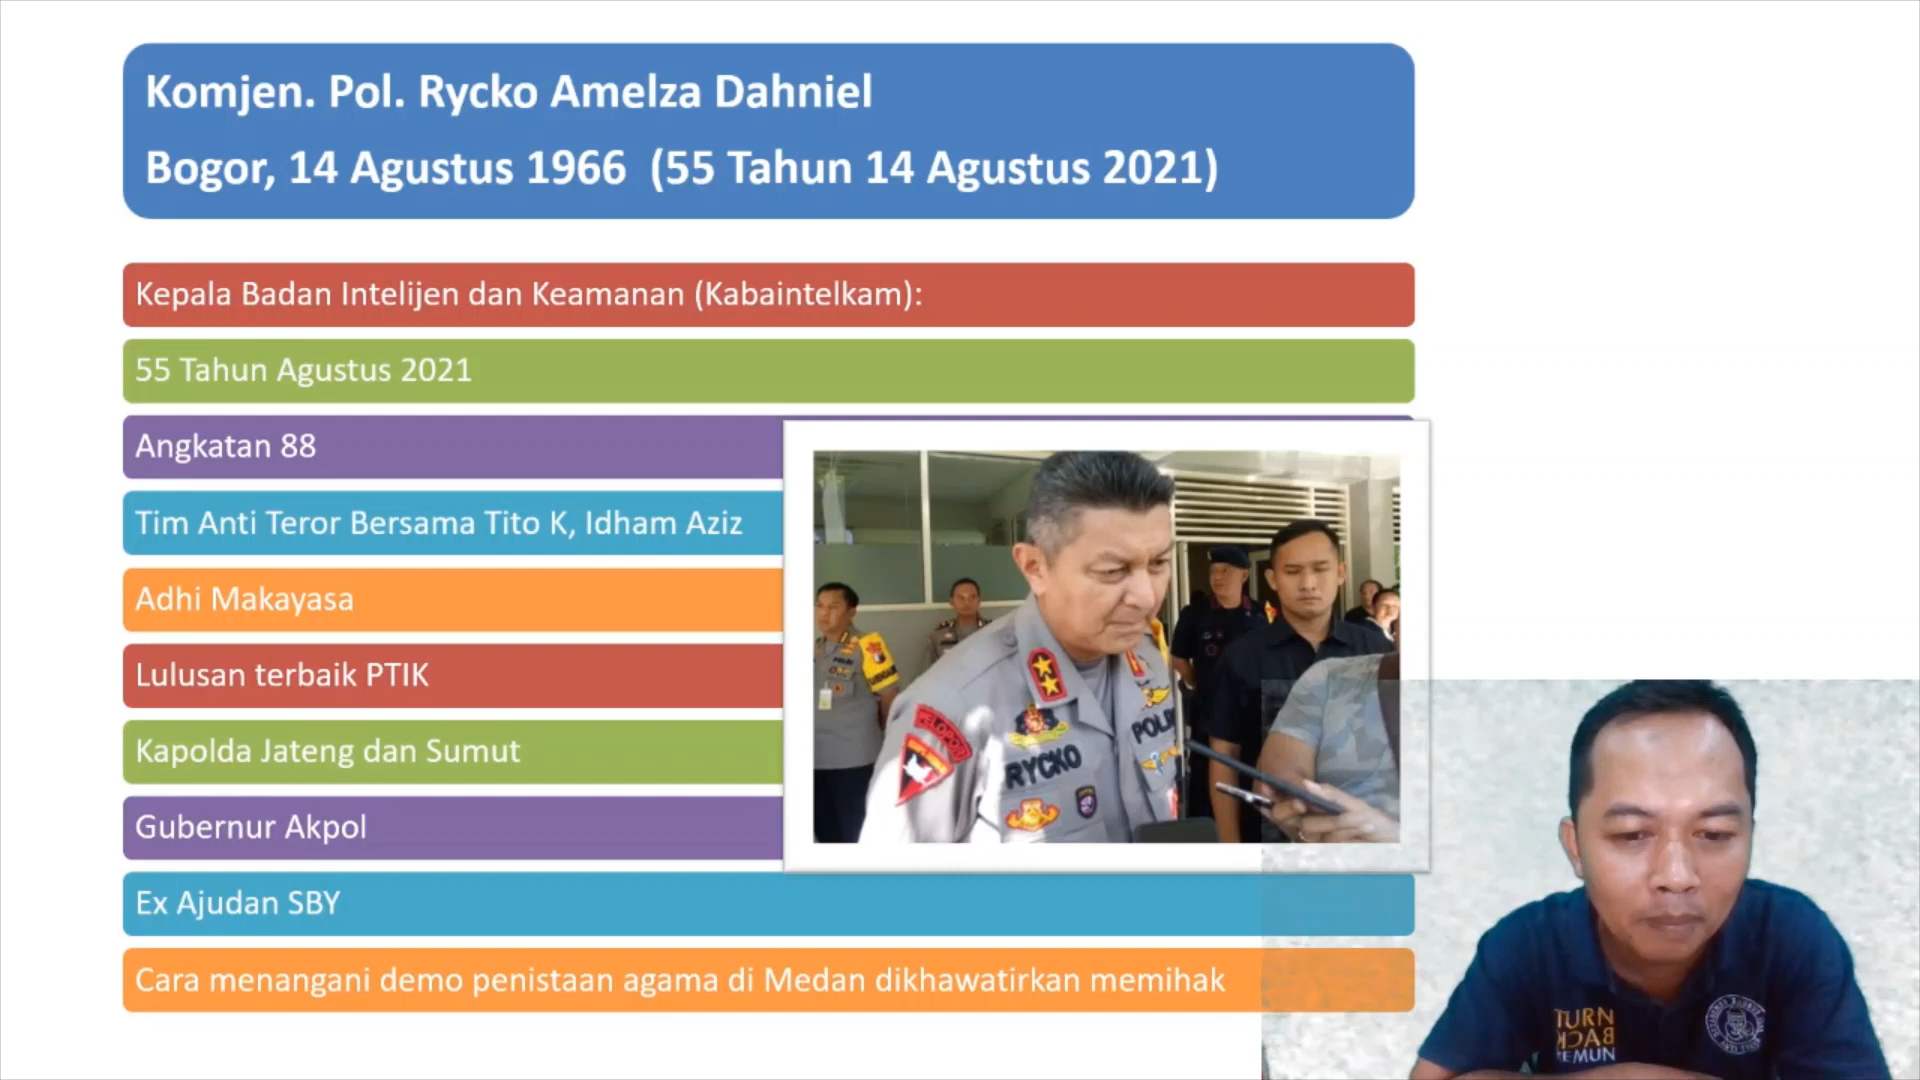 Komjen. Pol. Rycko Amelza Dahniel
Bogor, 14 Agustus 1966 (55 Tahun 14 Agustus 2021)
Kepala Badan Intelijen dan Keamanan (Kabaintelkam):
55 Tahun Agustus 2021
Angkatan 88
Tim Anti Teror Bersama Tito K, Idham Aziz
Adhi Makayasa
Lulusan terbaik PTIK
Kapolda Jateng dan Sumut
Gubernur Akpol
Ex Ajudan SBY
Cara menangani demo penistaan agama di Medan dikhawatirkan memihak
PELOPOR
RYCKO
POLRI
TURN
BACK